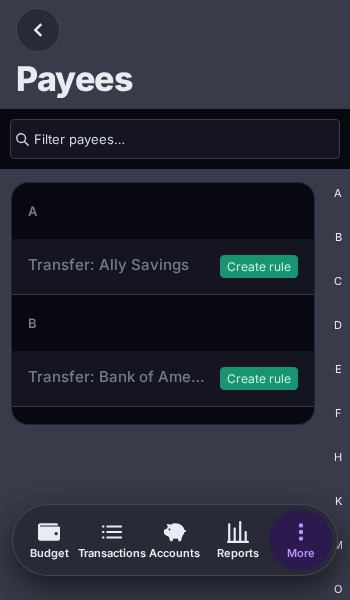 Payees
Filter payees...
A
Transfer: Ally Savings
Create rule
B
Transfer: Bank of Ame...
Create rule
A
B
C
D
E
F
H
K
M
O
Budget
Transactions
Accounts
Reports
More